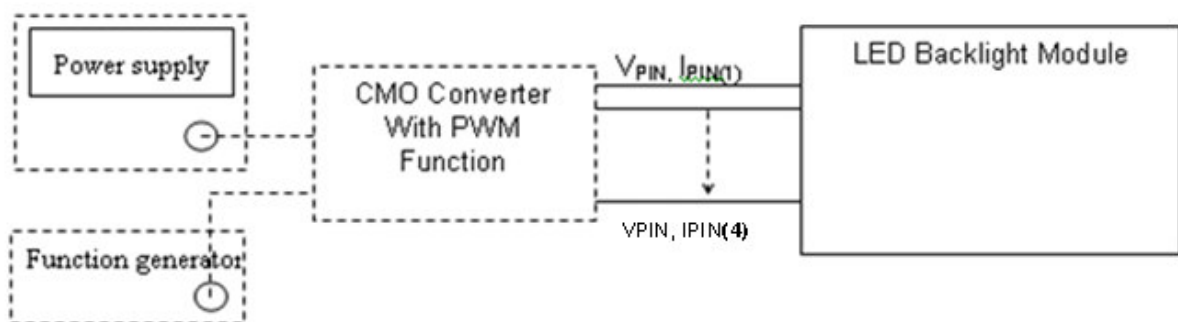 Power supply
CMO Converter
With PWM
Function
Function generator
VPIN, IPIN(1)
VPIN, IPIN(4)
LED Backlight Module